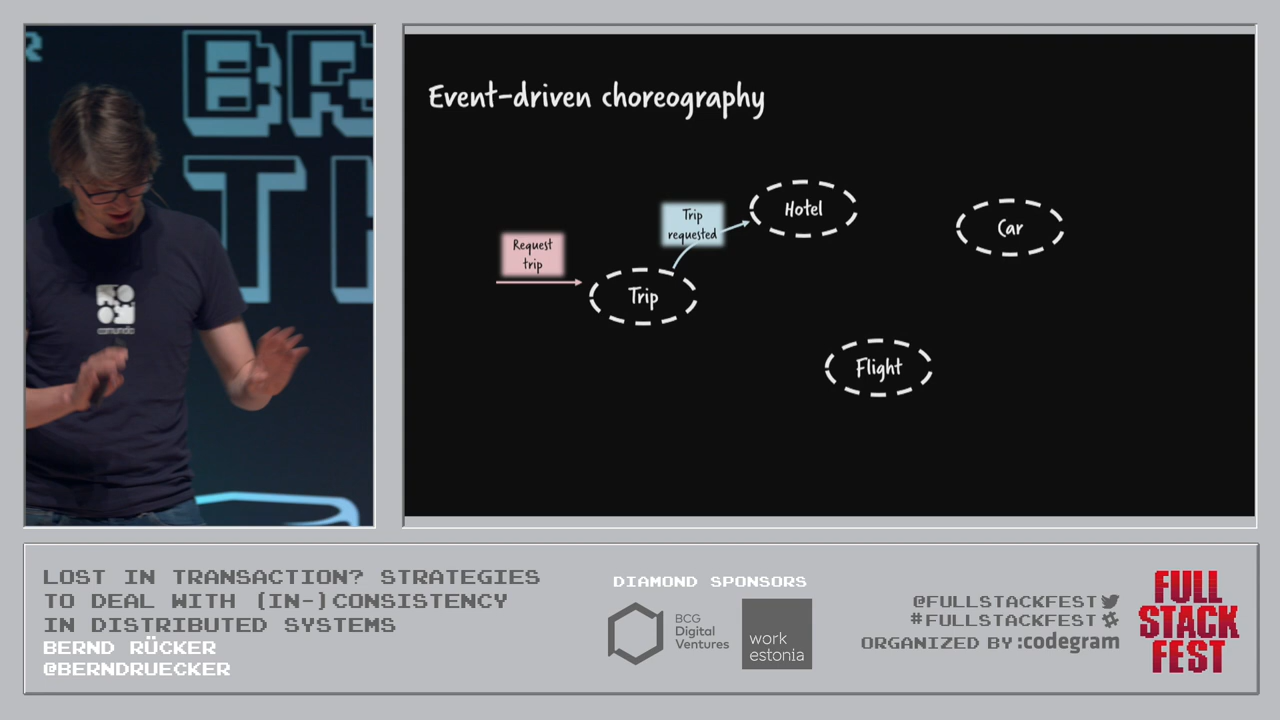 Event-driven choreography
Request
trip
Trip
requested
Hotel
Car
Trip
Flight
camunda
LOST IN TRANSACTION? STRATEGIES
TO DEAL WITH (IN-)CONSISTENCY
IN DISTRIBUTED SYSTEMS
BERND RÜCKER
@BERNDRUECKER
DIAMOND SPONSORS
BCG
Digital
Ventures
work
estonia
@FULLSTACKFEST
#FULLSTACKFEST
ORGANIZED BY :codegram
FULL
STACK
FEST